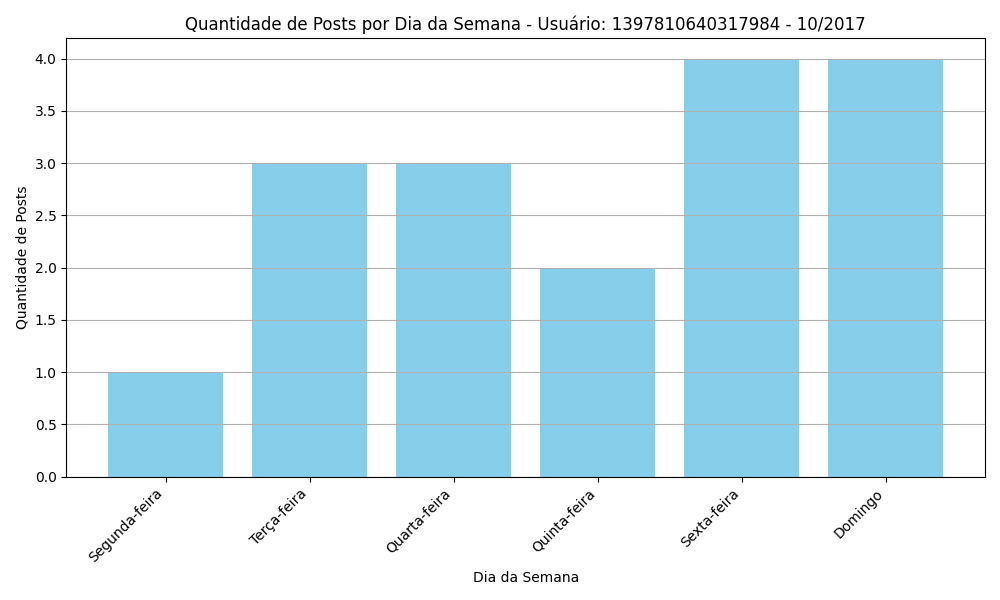 Quantidade de Posts por Dia da Semana - Usuário: 1397810640317984 - 10/2017
Quantidade de Posts
4.0
3.5
3.0
2.5
2.0
1.5
1.0
0.5
0.0
Segunda-feira
Terça-feira
Quarta-feira
Quinta-feira
Sexta-feira
Domingo
Dia da Semana